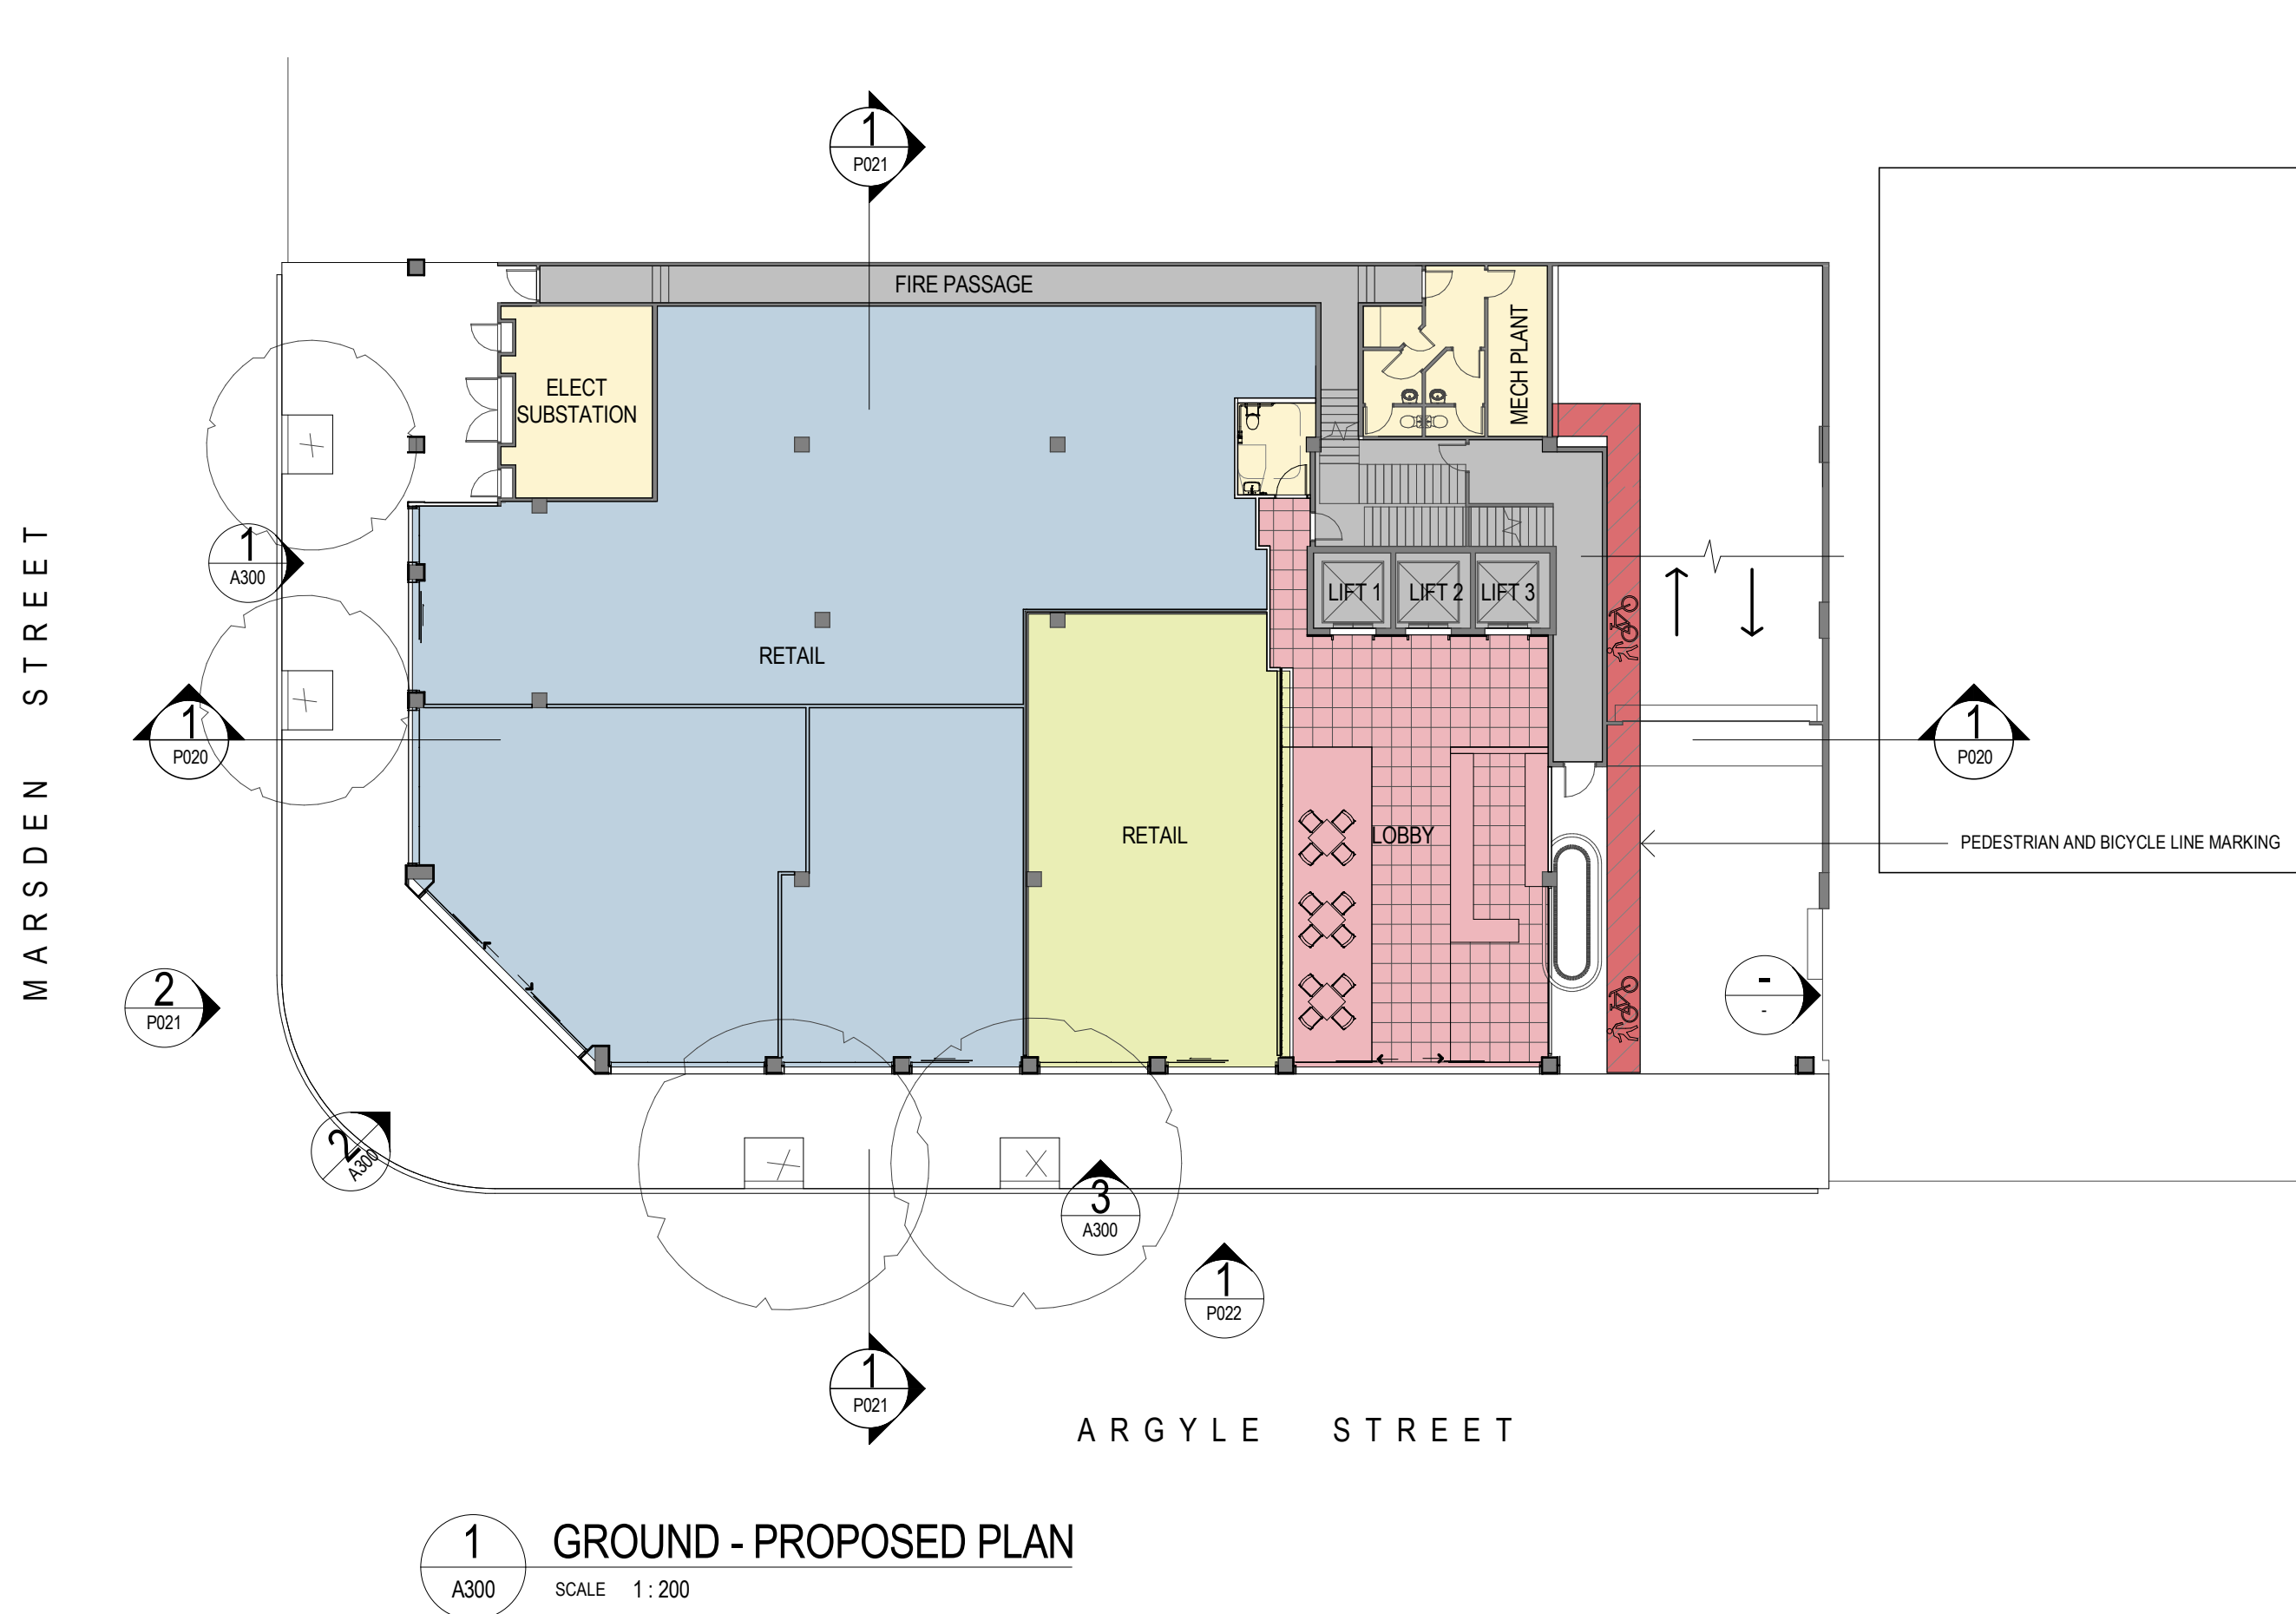 1
P021
FIRE PASSAGE
MECH PLANT
ELECT
SUBSTATION
MARSDEN STREET
1
A300
LIFT 1
LIFT 2
LIFT 3
RETAIL
1
P020
1
P020
RETAIL
LOBBY
PEDESTRIAN AND BICYCLE LINE MARKING
2
P021
-
-
2
A300
3
A300
1
P022
1
P021
ARGYLE STREET
1
A300
GROUND - PROPOSED PLAN
SCALE 1 : 200